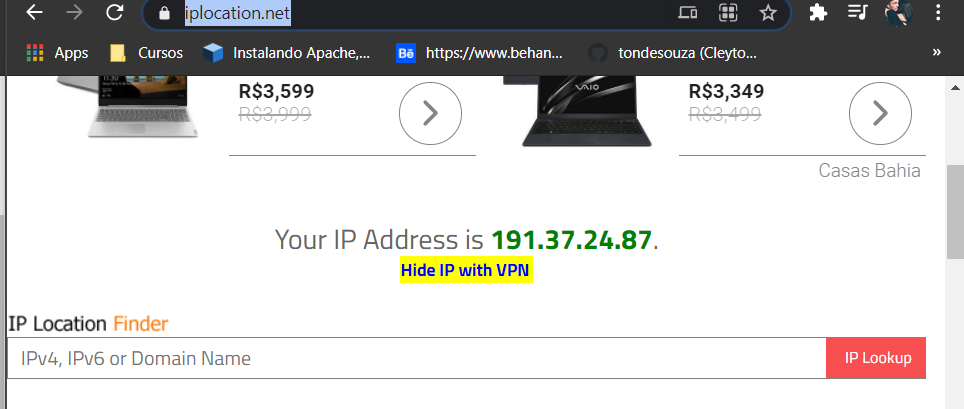 iplocation.net
Apps
Cursos
Instalando Apache,...
Bē
https://www.behan...
tondesouza (Cleyto...
»
R$3,599
R$3,999
VAIO
R$3,349
R$3,499
Casas Bahia
Your IP Address is 191.37.24.87.
Hide IP with VPN
IP Location Finder
IPv4, IPv6 or Domain Name
IP Lookup